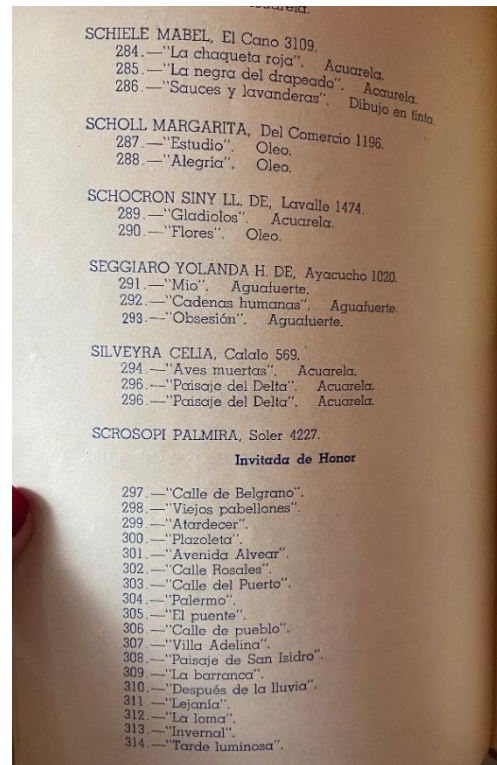 SCHIELE MABEL, El Cano 3109.
284.—"La chaqueta roja". Acuarela.
285.—"La negra del drapeado". Acaurela.
286.—"Sauces y lavanderas". Dibujo en tinta.
SCHOLL MARGARITA, Del Comercio 1196.
287.—"Estudio". Oleo.
288.—"Alegría". Oleo.
SCHOCRON SINY LL. DE, Lavalle 1474.
289.—"Gladiolos". Acuarela.
290.—"Flores". Oleo.
SEGGIARO YOLANDA H. DE, Ayacucho 1020.
291.—"Mio". Aguafuerte.
292.—"Cadenas humanas". Aguafuerte.
293.—"Obsesión". Aguafuerte.
SILVEYRA CELIA, Calalo 569.
294.—"Aves muertas". Acuarela.
296.—"Paisaje del Delta". Acuarela.
296.—"Paisaje del Delta". Acuarela.
SCROSOPI PALMIRA, Soler 4227.
Invitada de Honor
297.—"Calle de Belgrano".
298.—"Viejos pabellones".
299.—"Atardecer".
300.—"Plazoleta".
301.—"Avenida Alvear".
302.—"Calle Rosales".
303.—"Calle del Puerto".
304.—"Palermo".
305.—"El puente".
306.—"Calle de pueblo".
307.—"Villa Adelina".
308.—"Paisaje de San Isidro".
309.—"La barranca".
310.—"Después de la lluvia".
311.—"Lejanía".
312.—"La loma".
313.—"Invernal".
314.—"Tarde luminosa".